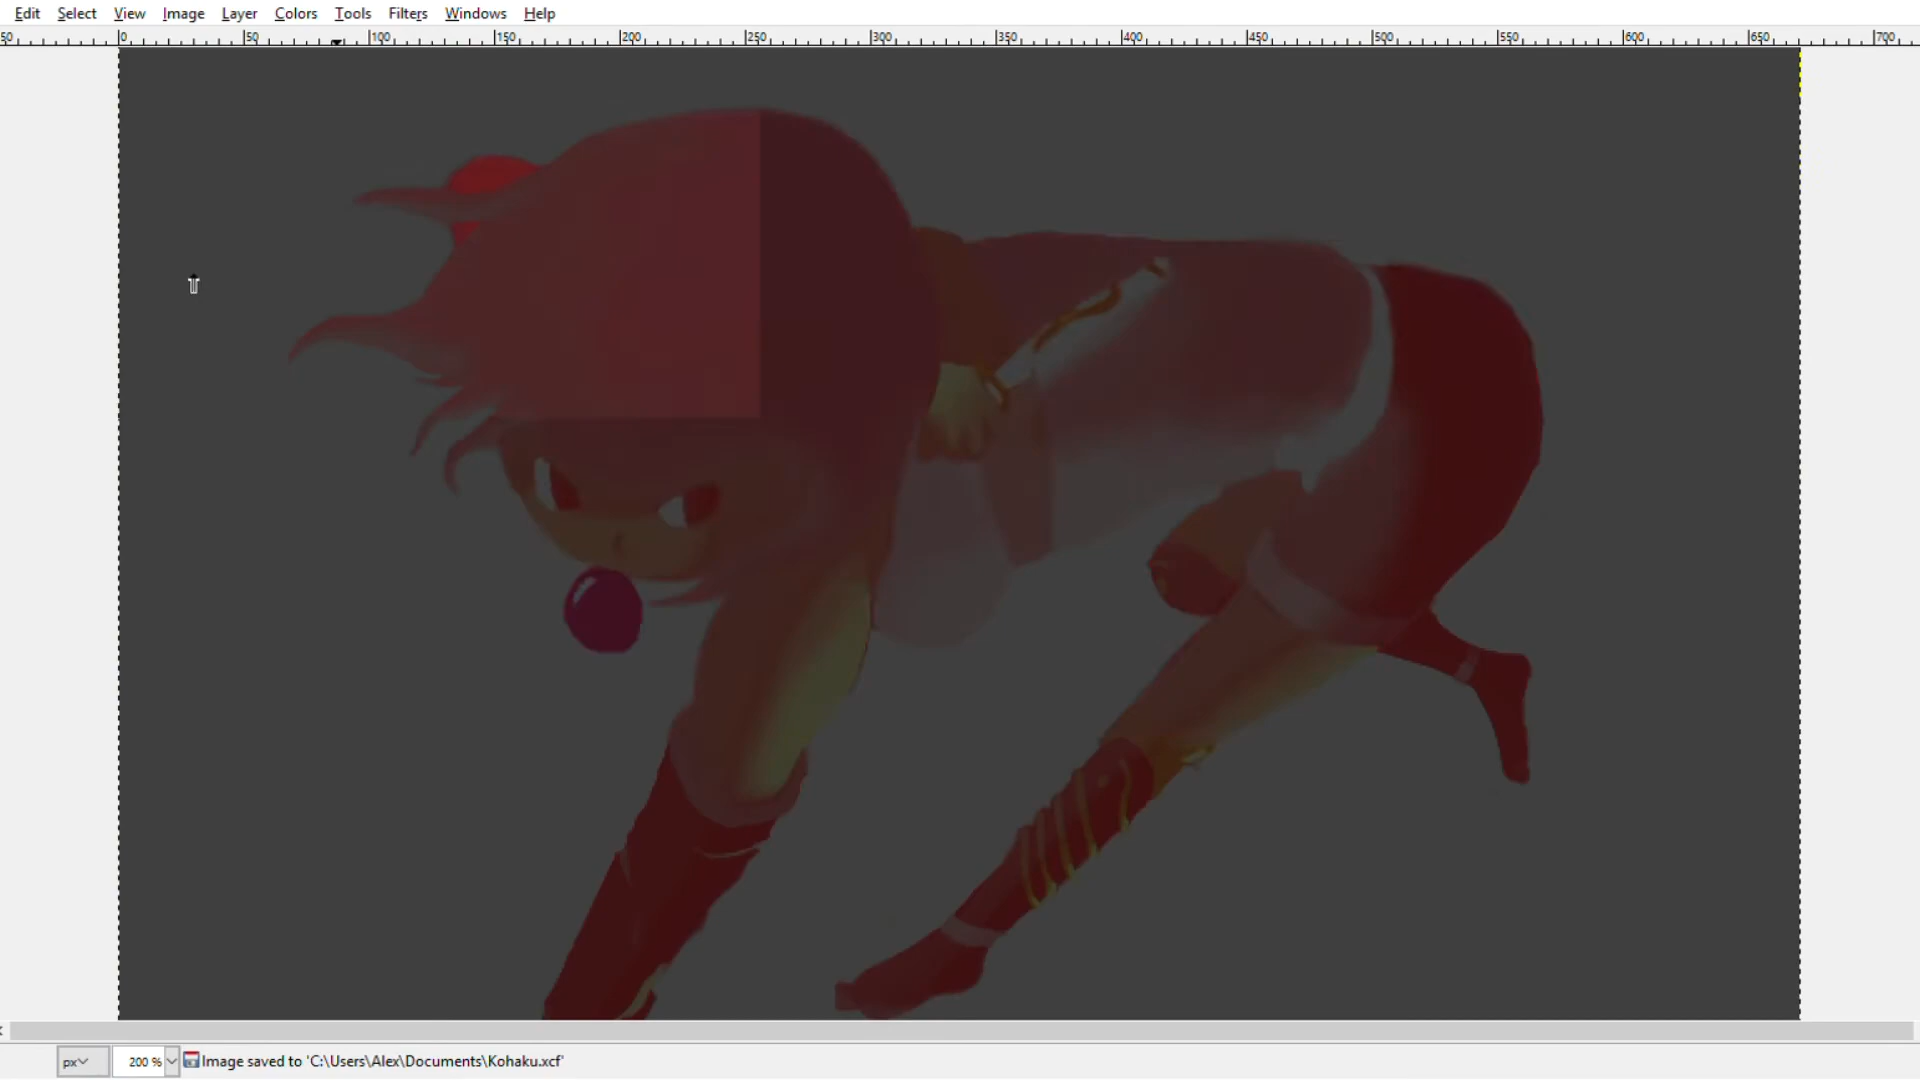 Edit Select View Image Layer Colors Tools Filters Windows Help
50 0 50 100 150 200 250 300 350 400 450 500 550 600 650 700
px 200 % Image saved to 'C:\Users\Alex\Documents\Kohaku.xcf'